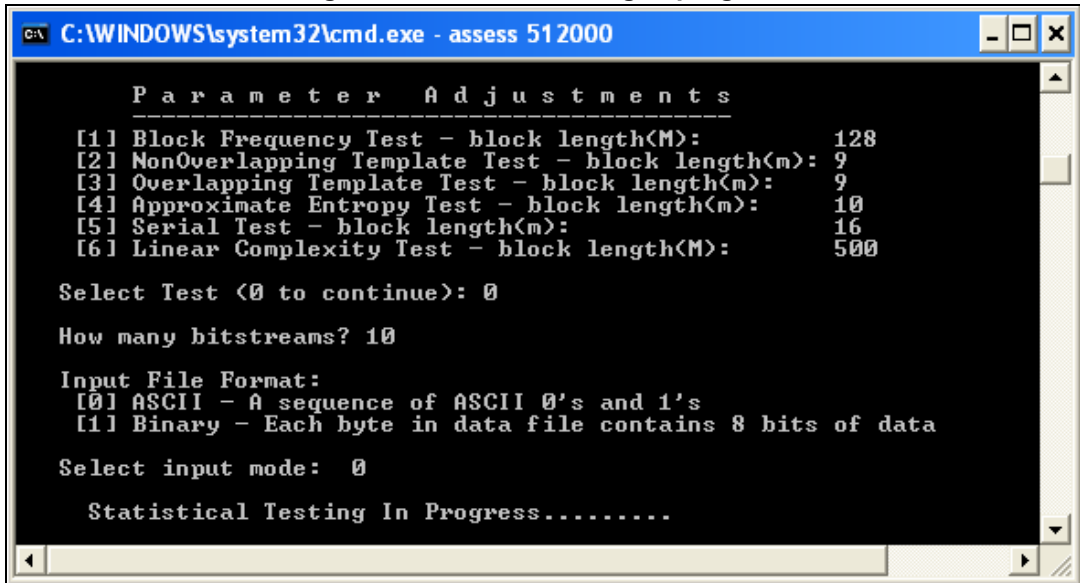 C:\WINDOWS\system32\cmd.exe - assess 512000
P a r a m e t e r   A d j u s t m e n t s
-----------------------------------------
[1] Block Frequency Test - block length(M): 128
[2] NonOverlapping Template Test - block length(m): 9
[3] Overlapping Template Test - block length(m): 9
[4] Approximate Entropy Test - block length(m): 10
[5] Serial Test - block length(m): 16
[6] Linear Complexity Test - block length(M): 500
Select Test (0 to continue): 0
How many bitstreams? 10
Input File Format:
[0] ASCII - A sequence of ASCII 0's and 1's
[1] Binary - Each byte in data file contains 8 bits of data
Select input mode: 0
Statistical Testing In Progress.........